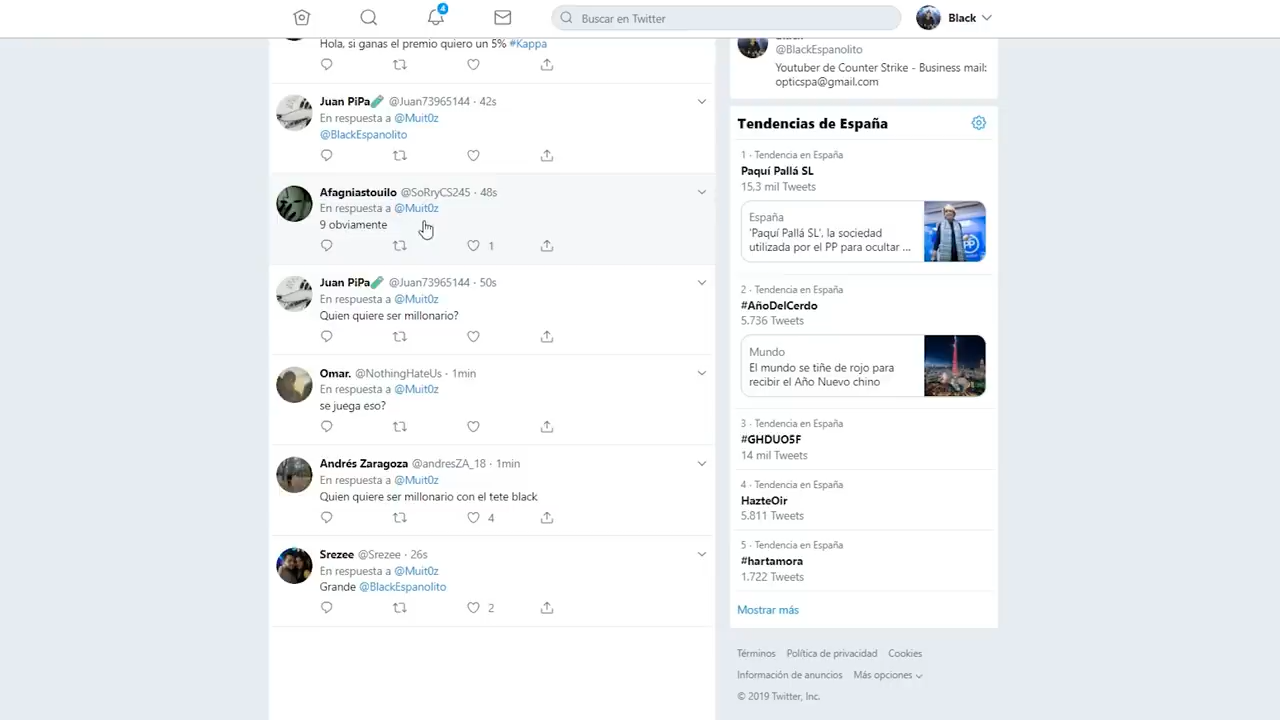 4
Buscar en Twitter
Black
Hola, si ganas el premio quiero un 5% #Kappa
Juan PiPa @Juan73965144 · 42s
En respuesta a @Muit0z
@BlackEspanolito
Afagniastouilo @SoRryCS245 · 48s
En respuesta a @Muit0z
9 obviamente
1
Juan PiPa @Juan73965144 · 50s
En respuesta a @Muit0z
Quien quiere ser millonario?
Omar. @NothingHateUs · 1min
En respuesta a @Muit0z
se juega eso?
Andrés Zaragoza @andresZA_18 · 1min
En respuesta a @Muit0z
Quien quiere ser millonario con el tete black
4
Srezee @Srezee · 26s
En respuesta a @Muit0z
Grande @BlackEspanolito
2
@BlackEspanolito
Youtuber de Counter Strike - Business mail:
opticspa@gmail.com
Tendencias de España
1 · Tendencia en España
Paquí Pallá SL
15,3 mil Tweets
España
'Paquí Pallá SL', la sociedad
utilizada por el PP para ocultar ...
2 · Tendencia en España
#AñoDelCerdo
5.736 Tweets
Mundo
El mundo se tiñe de rojo para
recibir el Año Nuevo chino
3 · Tendencia en España
#GHDUO5F
14 mil Tweets
4 · Tendencia en España
HazteOir
5.811 Tweets
5 · Tendencia en España
#hartamora
1.722 Tweets
Mostrar más
Términos Política de privacidad Cookies
Información de anuncios Más opciones
© 2019 Twitter, Inc.